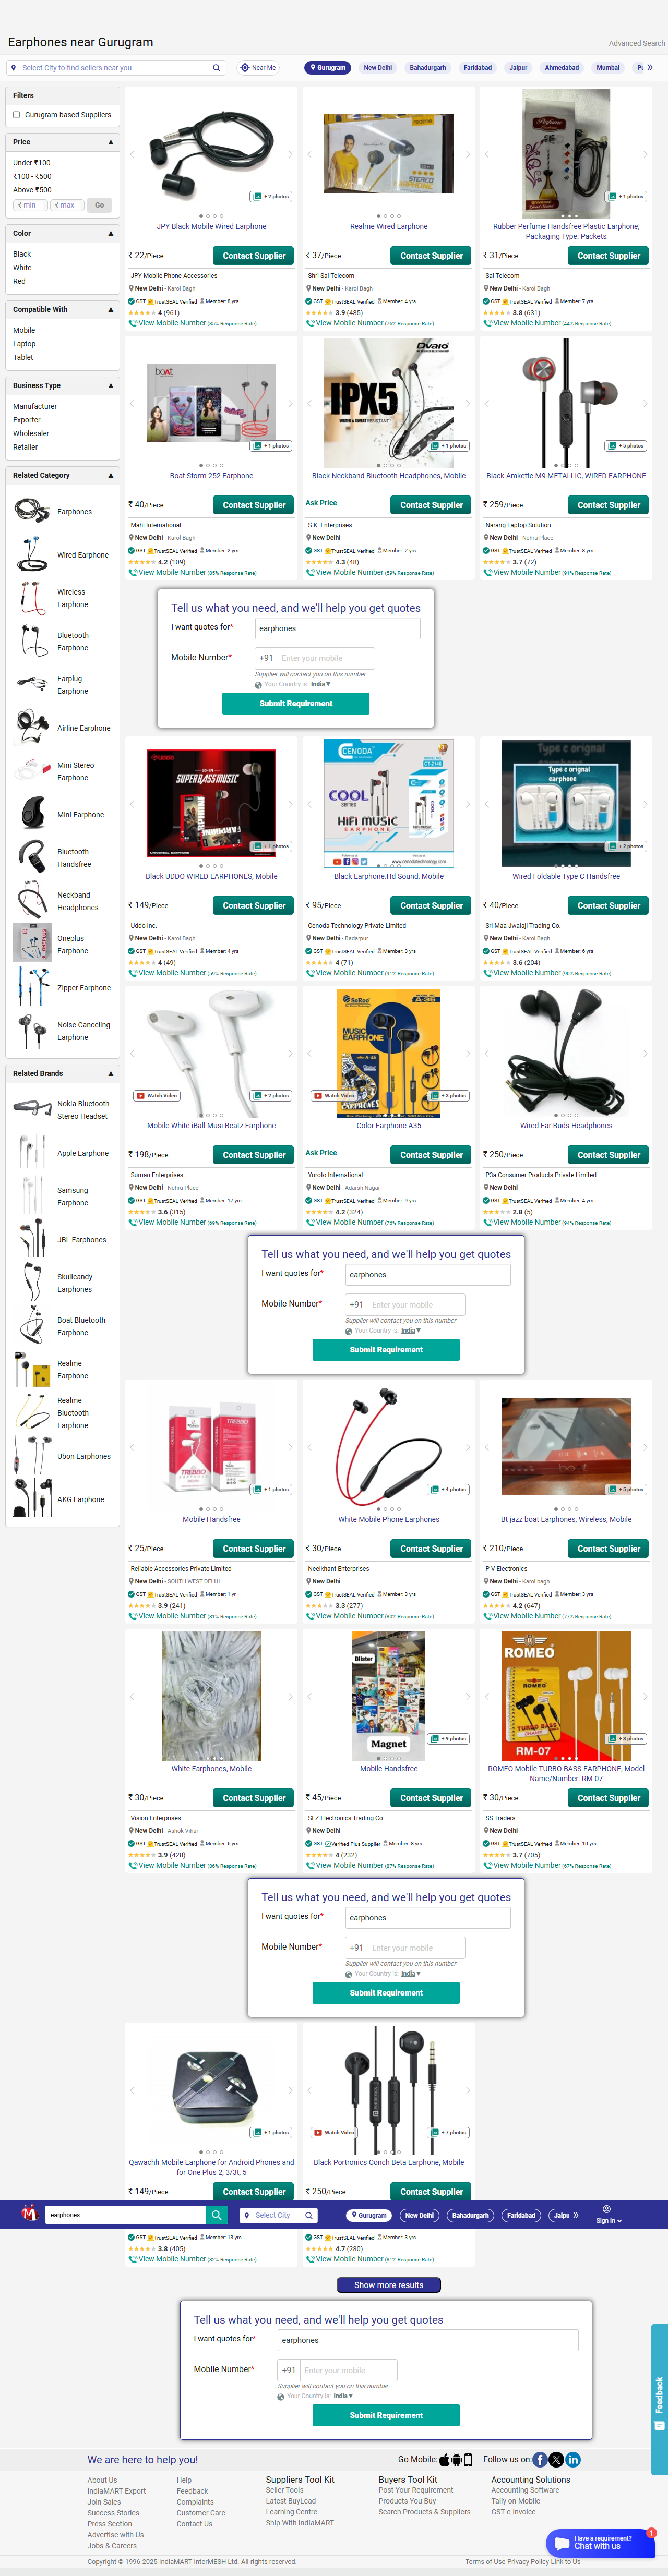 Earphones near Gurugram
Advanced Search
Select City to find sellers near you
Near Me
Gurugram
New Delhi
Bahadurgarh
Faridabad
Jaipur
Ahmedabad
Mumbai
Filters
Gurugram-based Suppliers
Price
Under ₹100
₹100 - ₹500
Above ₹500
₹ min
₹ max
Go
Color
Black
White
Red
Compatible With
Mobile
Laptop
Tablet
Business Type
Manufacturer
Exporter
Wholesaler
Retailer
Related Category
Earphones
Wired Earphone
Wireless
Earphone
Bluetooth
Earphone
Earplug
Earphone
Airline Earphone
Mini Stereo
Earphone
Mini Earphone
Bluetooth
Handsfree
Neckband
Headphones
Oneplus
Earphone
Zipper Earphone
Noise Canceling
Earphone
Related Brands
Nokia Bluetooth
Stereo Headset
Apple Earphone
Samsung
Earphone
JBL Earphones
Skullcandy
Earphones
Boat Bluetooth
Earphone
Realme
Earphone
Realme
Bluetooth
Earphone
Ubon Earphones
AKG Earphone
+ 2 photos
JPY Black Mobile Wired Earphone
₹ 22/Piece
Contact Supplier
JPY Mobile Phone Accessories
New Delhi - Karol Bagh
GST TrustSEAL Verified Member: 8 yrs
4 (961)
View Mobile Number (85% Response Rate)
Realme Wired Earphone
₹ 37/Piece
Contact Supplier
Shri Sai Telecom
New Delhi - Karol Bagh
GST TrustSEAL Verified Member: 4 yrs
3.9 (485)
View Mobile Number (76% Response Rate)
+ 1 photos
Rubber Perfume Handsfree Plastic Earphone,
Packaging Type: Packets
₹ 31/Piece
Contact Supplier
Sai Telecom
New Delhi - Karol Bagh
GST TrustSEAL Verified Member: 7 yrs
3.8 (631)
View Mobile Number (44% Response Rate)
boAt
+ 1 photos
Boat Storm 252 Earphone
₹ 40/Piece
Contact Supplier
Mahi International
New Delhi - Karol Bagh
GST TrustSEAL Verified Member: 2 yrs
4.2 (109)
View Mobile Number (85% Response Rate)
Dvaio
IPX5
WATER & SWEAT RESISTANT
+ 1 photos
Black Neckband Bluetooth Headphones, Mobile
Ask Price
Contact Supplier
S.K. Enterprises
New Delhi
GST TrustSEAL Verified Member: 2 yrs
4.3 (48)
View Mobile Number (59% Response Rate)
+ 5 photos
Black Amkette M9 METALLIC, WIRED EARPHONE
₹ 259/Piece
Contact Supplier
Narang Laptop Solution
New Delhi - Nehru Place
GST TrustSEAL Verified Member: 8 yrs
3.7 (72)
View Mobile Number (91% Response Rate)
Tell us what you need, and we'll help you get quotes
I want quotes for*
earphones
Mobile Number*
+91
Enter your mobile
Supplier will contact you on this number
Your Country is: India
Submit Requirement
UDDO
SUPER BASS MUSIC
+ 1 photos
Black UDDO WIRED EARPHONES, Mobile
₹ 149/Piece
Contact Supplier
Uddo Inc.
New Delhi - Karol Bagh
GST TrustSEAL Verified Member: 4 yrs
4 (49)
View Mobile Number (59% Response Rate)
CENODA
COOL
series
HIFI MUSIC
EARPHONE
www.cenodatechnology.com
Black Earphone.Hd Sound, Mobile
₹ 95/Piece
Contact Supplier
Cenoda Technology Private Limited
New Delhi - Badarpur
GST TrustSEAL Verified Member: 3 yrs
4 (71)
View Mobile Number (91% Response Rate)
Type c orignal
earphone
+ 2 photos
Wired Foldable Type C Handsfree
₹ 40/Piece
Contact Supplier
Sri Maa Jwalaji Trading Co.
New Delhi - Karol Bagh
GST TrustSEAL Verified Member: 6 yrs
3.6 (204)
View Mobile Number (90% Response Rate)
Watch Video
+ 2 photos
Mobile White iBall Musi Beatz Earphone
₹ 198/Piece
Contact Supplier
Suman Enterprises
New Delhi - Nehru Place
GST TrustSEAL Verified Member: 17 yrs
3.6 (315)
View Mobile Number (69% Response Rate)
A-35
MUSIC
EARPHONE
Watch Video
+ 3 photos
Color Earphone A35
Ask Price
Contact Supplier
Yoroto International
New Delhi - Adarsh Nagar
GST TrustSEAL Verified Member: 9 yrs
4.2 (324)
View Mobile Number (76% Response Rate)
Wired Ear Buds Headphones
₹ 250/Piece
Contact Supplier
P3a Consumer Products Private Limited
New Delhi
GST TrustSEAL Verified Member: 4 yrs
2.8 (5)
View Mobile Number (94% Response Rate)
Tell us what you need, and we'll help you get quotes
I want quotes for*
earphones
Mobile Number*
+91
Enter your mobile
Supplier will contact you on this number
Your Country is: India
Submit Requirement
TREBBO
TREBBO
+ 1 photos
Mobile Handsfree
₹ 25/Piece
Contact Supplier
Reliable Accessories Private Limited
New Delhi - SOUTH WEST DELHI
GST TrustSEAL Verified Member: 1 yr
3.9 (241)
View Mobile Number (81% Response Rate)
+ 4 photos
White Mobile Phone Earphones
₹ 30/Piece
Contact Supplier
Neelkhant Enterprises
New Delhi
GST TrustSEAL Verified Member: 3 yrs
3.3 (277)
View Mobile Number (80% Response Rate)
+ 5 photos
Bt jazz boat Earphones, Wireless, Mobile
₹ 210/Piece
Contact Supplier
P V Electronics
New Delhi - Karol bagh
GST TrustSEAL Verified Member: 3 yrs
4.2 (647)
View Mobile Number (77% Response Rate)
White Earphones, Mobile
₹ 30/Piece
Contact Supplier
Vision Enterprises
New Delhi - Ashok Vihar
GST TrustSEAL Verified Member: 6 yrs
3.9 (428)
View Mobile Number (86% Response Rate)
Blister
Magnet
+ 9 photos
Mobile Handsfree
₹ 45/Piece
Contact Supplier
SFZ Electronics Trading Co.
New Delhi
GST Verified Plus Supplier Member: 8 yrs
4 (232)
View Mobile Number (87% Response Rate)
ROMEO
ROMEO
TURBO BASS
RM-07
+ 8 photos
ROMEO Mobile TURBO BASS EARPHONE, Model
Name/Number: RM-07
₹ 30/Piece
Contact Supplier
SS Traders
New Delhi
GST TrustSEAL Verified Member: 10 yrs
3.7 (705)
View Mobile Number (67% Response Rate)
Tell us what you need, and we'll help you get quotes
I want quotes for*
earphones
Mobile Number*
+91
Enter your mobile
Supplier will contact you on this number
Your Country is: India
Submit Requirement
+ 1 photos
Qawachh Mobile Earphone for Android Phones and
for One Plus 2, 3/3t, 5
₹ 149/Piece
Contact Supplier
Watch Video
+ 7 photos
Black Portronics Conch Beta Earphone, Mobile
₹ 250/Piece
Contact Supplier
earphones
Select City
Gurugram
New Delhi
Bahadurgarh
Faridabad
Jaipu
Sign In
GST TrustSEAL Verified Member: 13 yrs
3.8 (405)
View Mobile Number (82% Response Rate)
GST TrustSEAL Verified Member: 3 yrs
4.7 (280)
View Mobile Number (81% Response Rate)
Show more results
Tell us what you need, and we'll help you get quotes
I want quotes for*
earphones
Mobile Number*
+91
Enter your mobile
Supplier will contact you on this number
Your Country is: India
Submit Requirement
Feedback
We are here to help you!
Go Mobile:
Follow us on:
About Us
IndiaMART Export
Join Sales
Success Stories
Press Section
Advertise with Us
Jobs & Careers
Help
Feedback
Complaints
Customer Care
Contact Us
Suppliers Tool Kit
Seller Tools
Latest BuyLead
Learning Centre
Ship With IndiaMART
Buyers Tool Kit
Post Your Requirement
Products You Buy
Search Products & Suppliers
Accounting Solutions
Accounting Software
Tally on Mobile
GST e-Invoice
Have a requirement?
Chat with us
1
Copyright © 1996-2025 IndiaMART InterMESH Ltd. All rights reserved.
Terms of Use-Privacy Policy-Link to Us